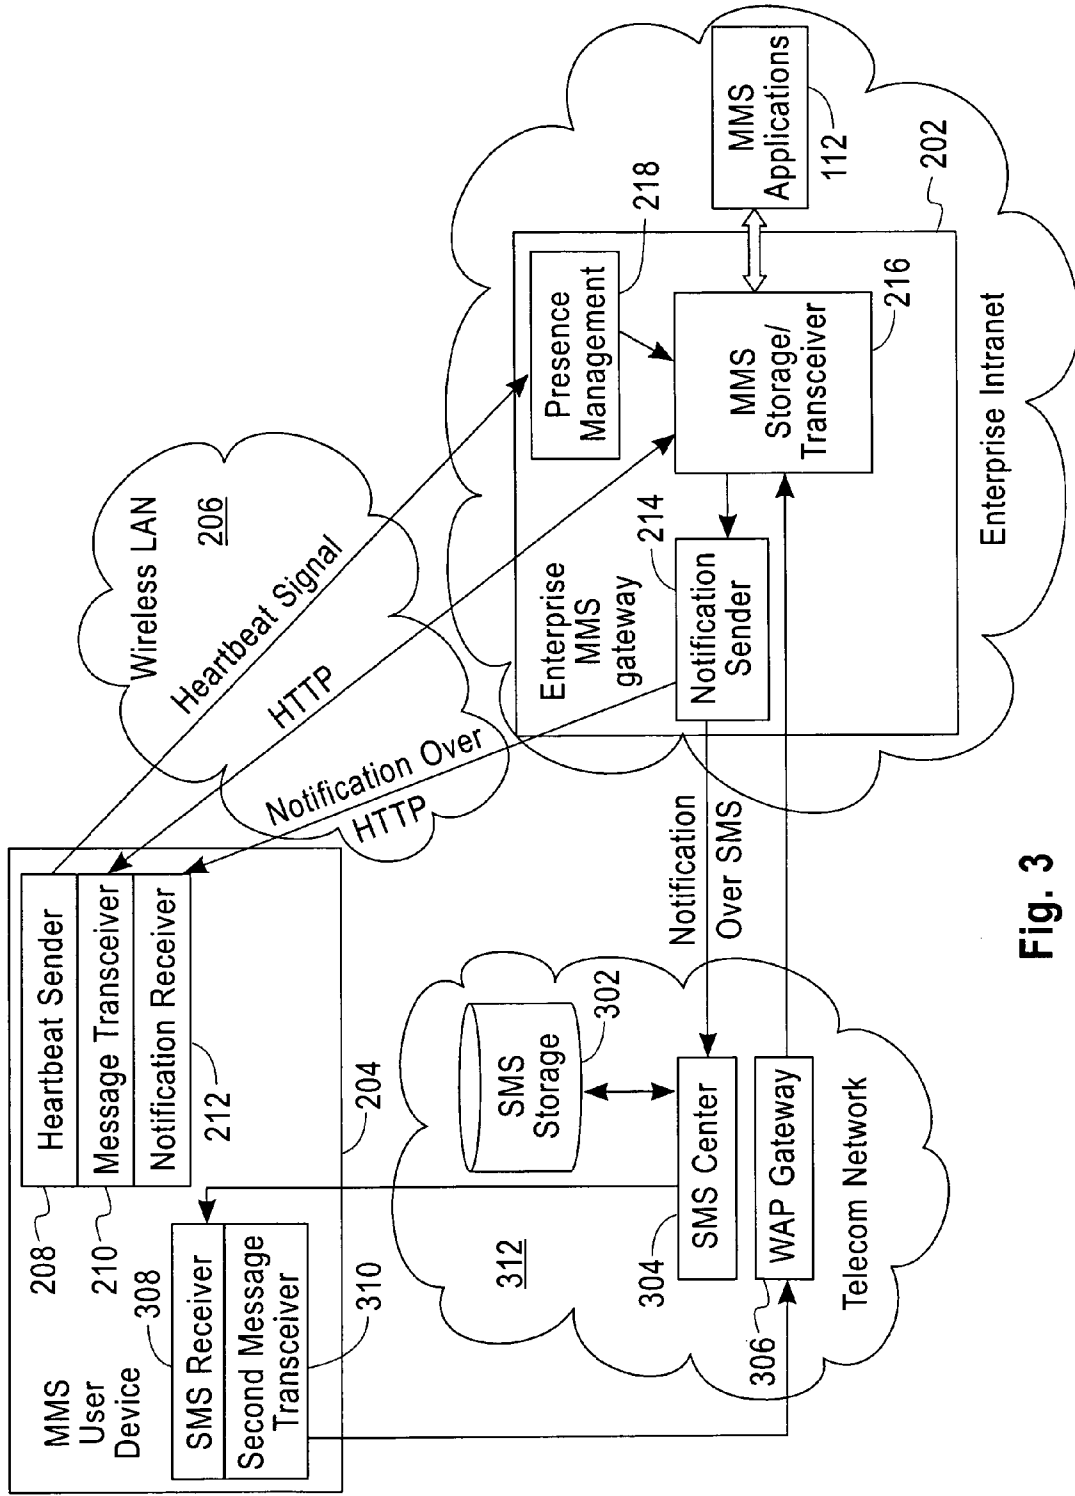 MMS
User
Device
308
SMS Receiver
Second Message
Transceiver
310
208
210
Heartbeat Sender
Message Transceiver
Notification Receiver
212
204
Wireless LAN
206
Heartbeat Signal
HTTP
Notification Over
HTTP
312
SMS
Storage
302
304
SMS Center
306
WAP Gateway
Telecom Network
Notification
Over SMS
Enterprise
MMS
gateway
214
Notification
Sender
Presence
Management
218
MMS
Storage/
Transceiver
216
MMS
Applications
112
202
Enterprise Intranet
Fig. 3